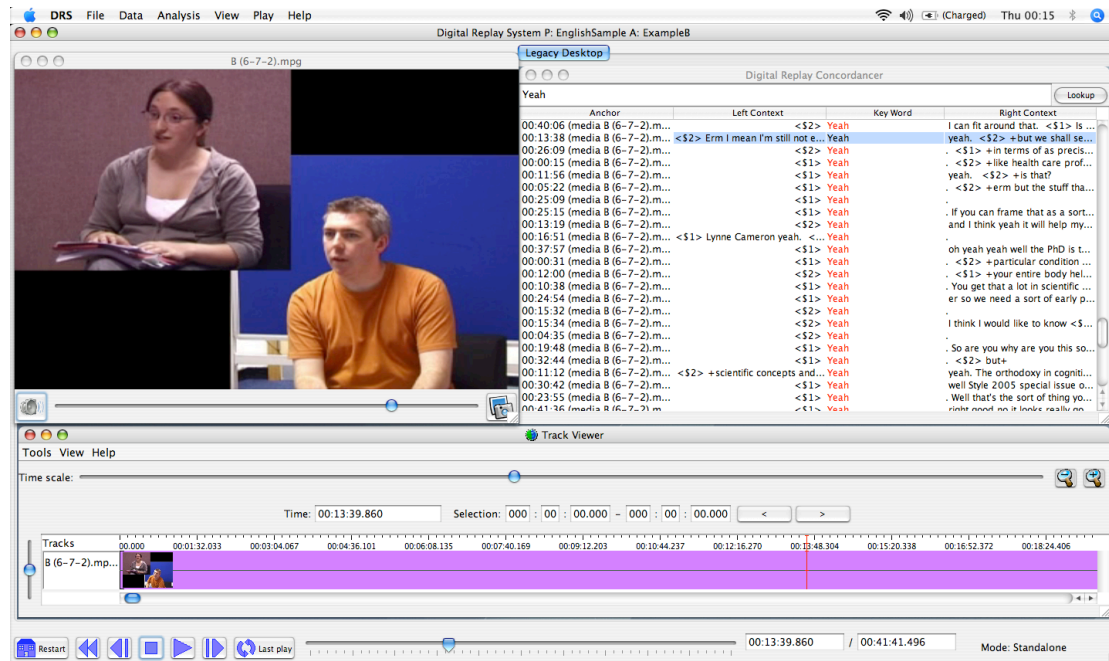 DRS File Data Analysis View Play Help (Charged) Thu 00:15
Digital Replay System P: EnglishSample A: ExampleB
Legacy Desktop
B (6-7-2).mpg
Digital Replay Concordancer
Yeah Lookup
Anchor Left Context Key Word Right Context
00:40:06 (media B (6-7-2).m... <$2> Yeah I can fit around that. <$1> Is ...
00:13:38 (media B (6-7-2).m... <$2> Erm I mean I'm still not e... Yeah yeah. <$2> +but we shall se...
00:26:09 (media B (6-7-2).m... <$2> Yeah . <$1> +in terms of as precis...
00:00:15 (media B (6-7-2).m... <$1> Yeah . <$2> +like health care prof...
00:11:56 (media B (6-7-2).m... <$1> Yeah yeah. <$2> +is that?
00:05:22 (media B (6-7-2).m... <$1> Yeah . <$2> +erm but the stuff tha...
00:25:09 (media B (6-7-2).m... <$1> Yeah .
00:25:15 (media B (6-7-2).m... <$1> Yeah . If you can frame that as a sort...
00:13:19 (media B (6-7-2).m... <$2> Yeah and I think yeah it will help my...
00:16:51 (media B (6-7-2).m... <$1> Lynne Cameron yeah. <... Yeah .
00:37:57 (media B (6-7-2).m... <$1> Yeah oh yeah yeah well the PhD is t...
00:00:31 (media B (6-7-2).m... <$1> Yeah . <$2> +particular condition ...
00:12:00 (media B (6-7-2).m... <$2> Yeah . <$1> +your entire body hel...
00:10:38 (media B (6-7-2).m... <$1> Yeah . You get that a lot in scientific ...
00:24:54 (media B (6-7-2).m... <$1> Yeah er so we need a sort of early p...
00:15:32 (media B (6-7-2).m... <$2> Yeah .
00:15:34 (media B (6-7-2).m... <$2> Yeah I think I would like to know <$...
00:04:35 (media B (6-7-2).m... <$2> Yeah .
00:19:48 (media B (6-7-2).m... <$1> Yeah . So are you why are you this so...
00:32:44 (media B (6-7-2).m... <$1> Yeah . <$2> but+
00:11:12 (media B (6-7-2).m... <$2> +scientific concepts and... Yeah yeah. The orthodoxy in cogniti...
00:30:42 (media B (6-7-2).m... <$1> Yeah well Style 2005 special issue o...
00:23:55 (media B (6-7-2).m... <$1> Yeah . Well that's the sort of thing yo...
00:41:36 (media B (6-7-2).m... <$1> Yeah right good no it looks really go...
Track Viewer
Tools View Help
Time scale:
Time: 00:13:39.860 Selection: 000 : 00 : 00.000 - 000 : 00 : 00.000 < >
Tracks 00.000 00:01:32.033 00:03:04.067 00:04:36.101 00:06:08.135 00:07:40.169 00:09:12.203 00:10:44.237 00:12:16.270 00:13:48.304 00:15:20.338 00:16:52.372 00:18:24.406
B (6-7-2).mp...
Restart Last play 00:13:39.860 / 00:41:41.496 Mode: Standalone